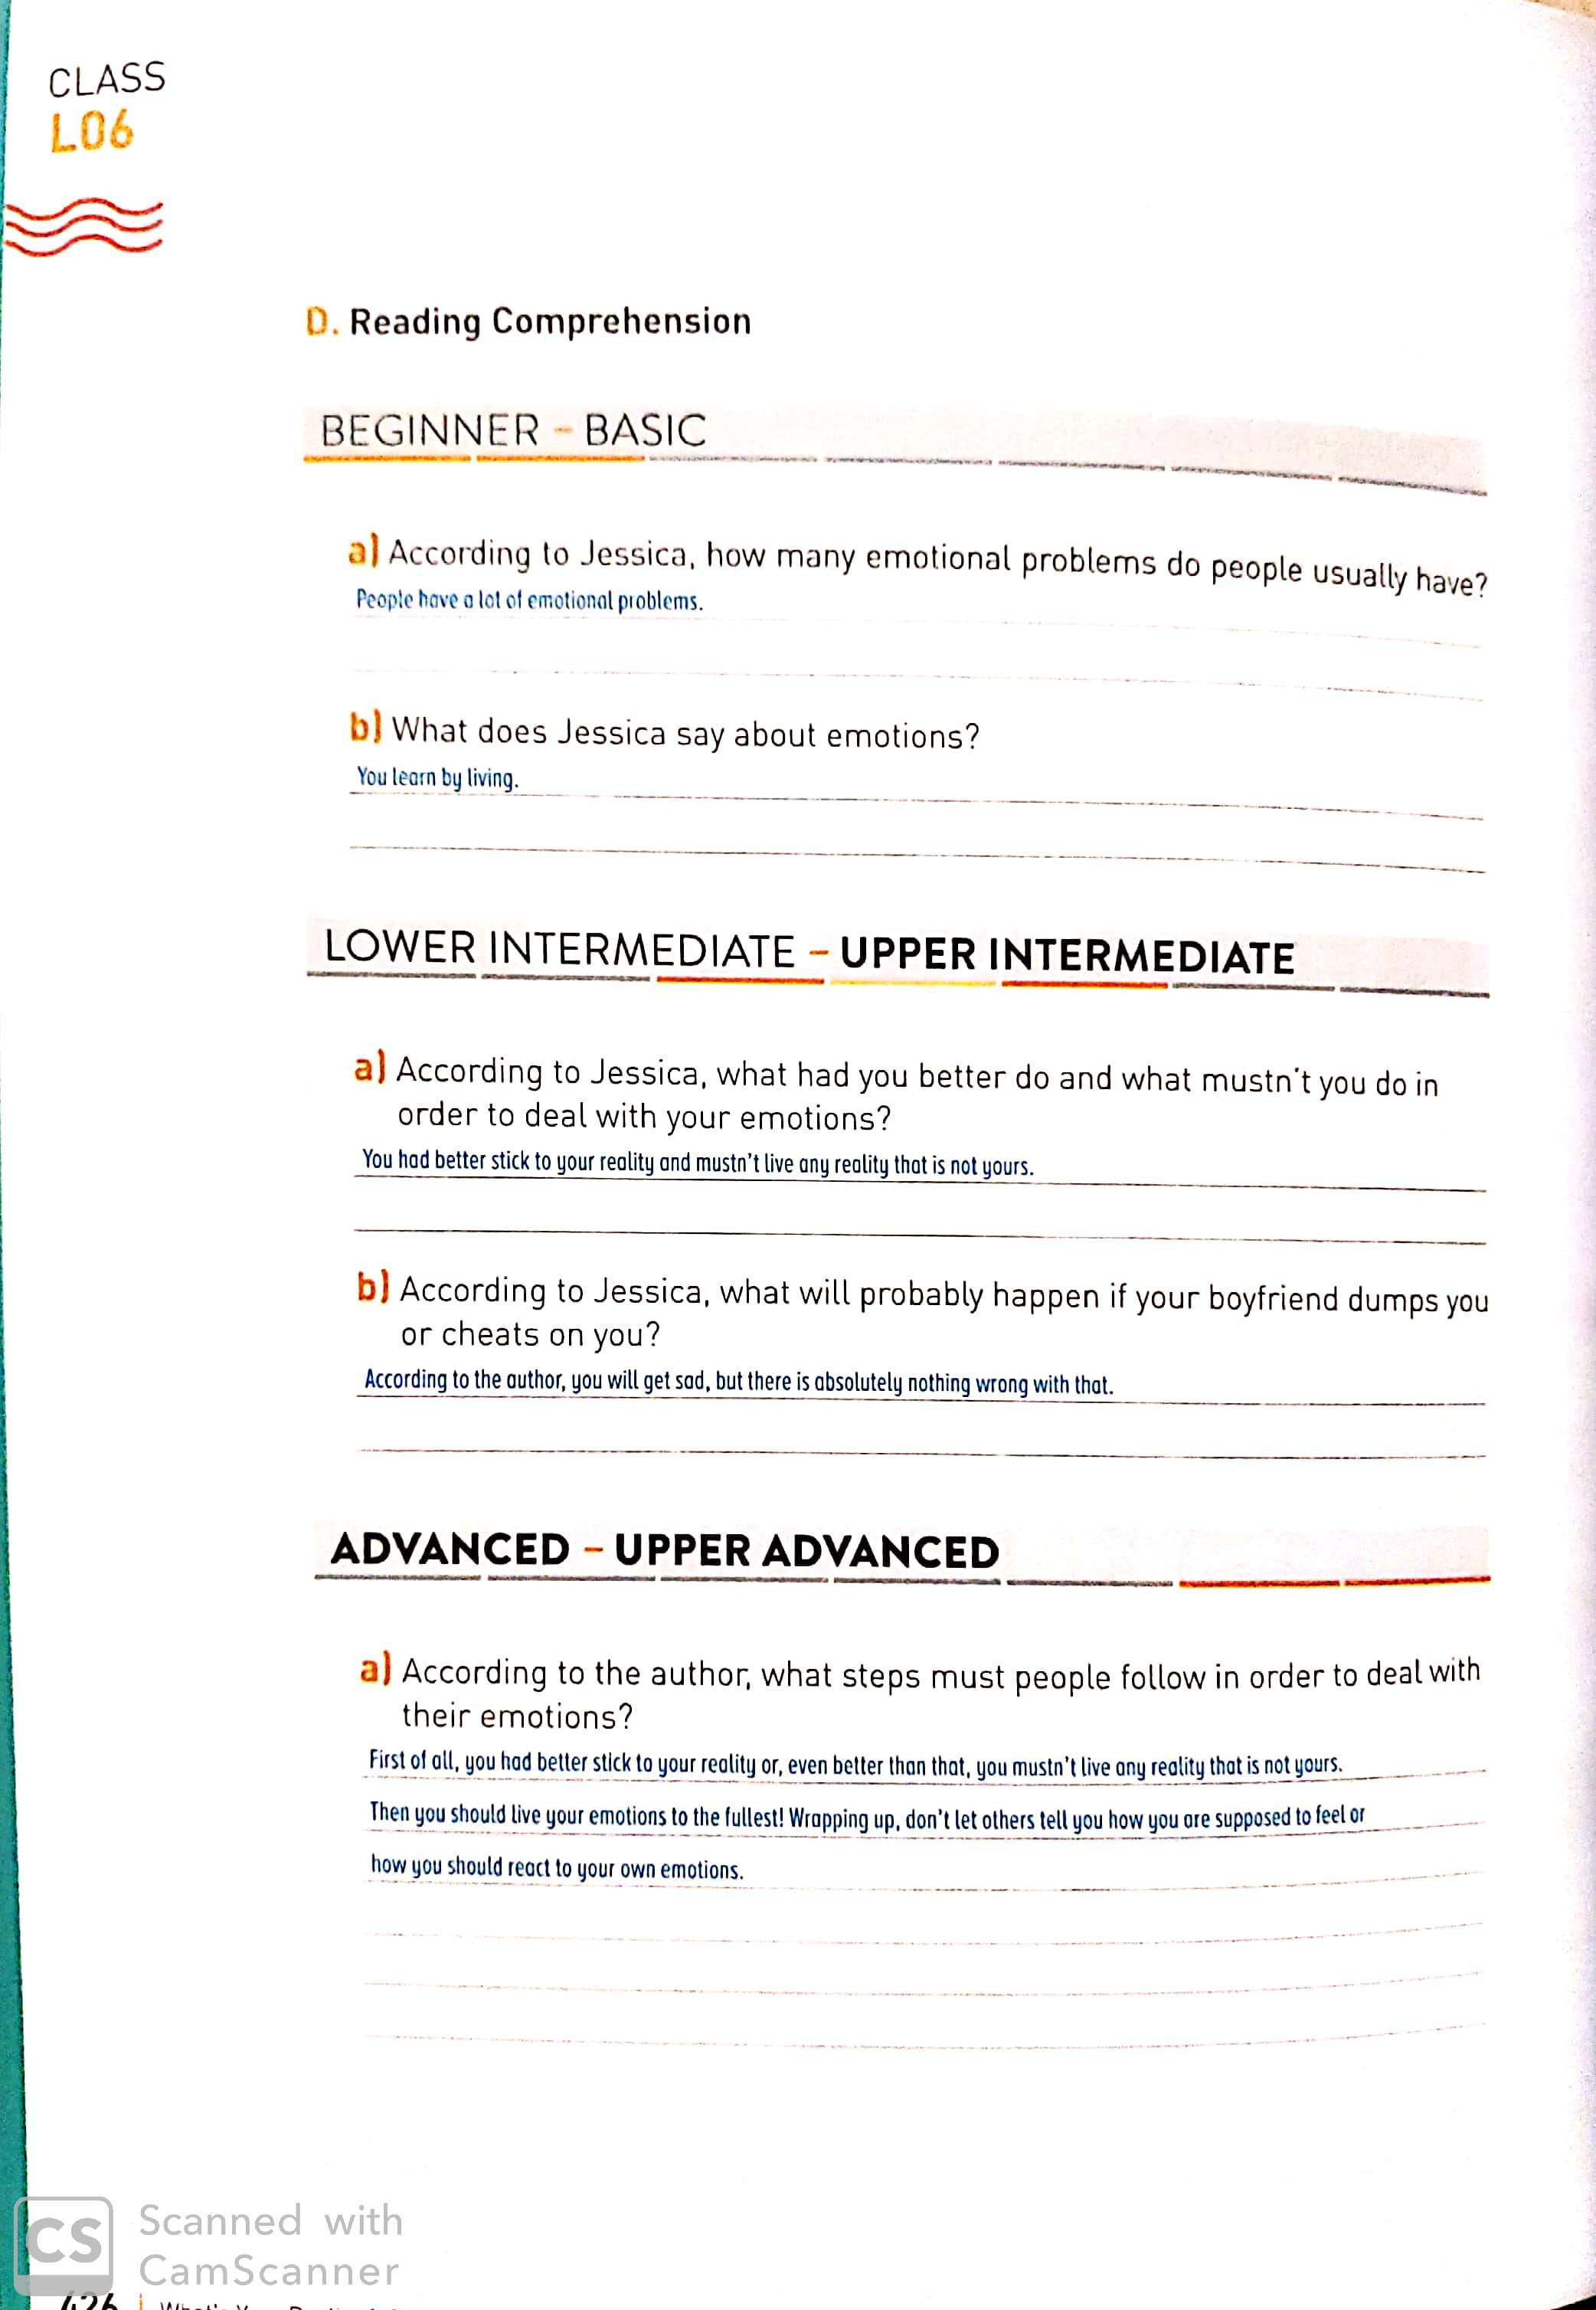 CLASS
L06
D. Reading Comprehension
BEGINNER - BASIC
a) According to Jessica, how many emotional problems do people usually have?
People have a lot of emotional problems.
b) What does Jessica say about emotions?
You learn by living.
LOWER INTERMEDIATE - UPPER INTERMEDIATE
a) According to Jessica, what had you better do and what mustn't you do in
order to deal with your emotions?
You had better stick to your reality and mustn't live any reality that is not yours.
b) According to Jessica, what will probably happen if your boyfriend dumps you
or cheats on you?
According to the author, you will get sad, but there is absolutely nothing wrong with that.
ADVANCED - UPPER ADVANCED
a) According to the author, what steps must people follow in order to deal with
their emotions?
First of all, you had better stick to your reality or, even better than that, you mustn't live any reality that is not yours.
Then you should live your emotions to the fullest! Wrapping up, don't let others tell you how you are supposed to feel or
how you should react to your own emotions.
CS
Scanned with
CamScanner
426